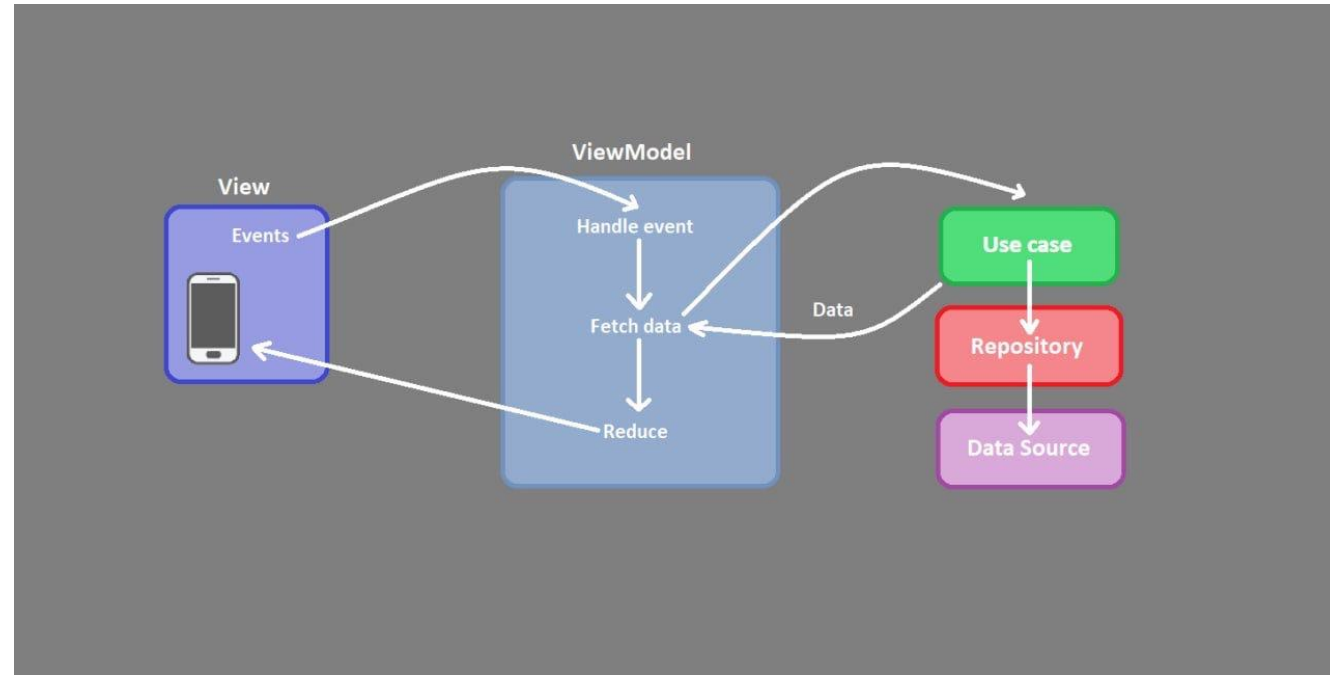 View
Events
ViewModel
Handle event
Fetch data
Reduce
Data
Use case
Repository
Data Source